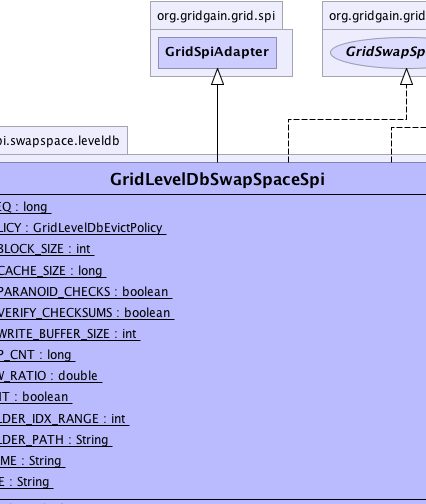 org.gridgain.grid.spi org.gridgain.grid
GridSpiAdapter GridSwapSp
pi.swapspace.leveldb
GridLevelDbSwapSpaceSpi
EQ : long
LICY : GridLevelDbEvictPolicy
BLOCK_SIZE : int
CACHE_SIZE : long
PARANOID_CHECKS : boolean
VERIFY_CHECKSUMS : boolean
WRITE_BUFFER_SIZE : int
P_CNT : long
W_RATIO : double
NT : boolean
LDER_IDX_RANGE : int
LDER_PATH : String
ME : String
E : String